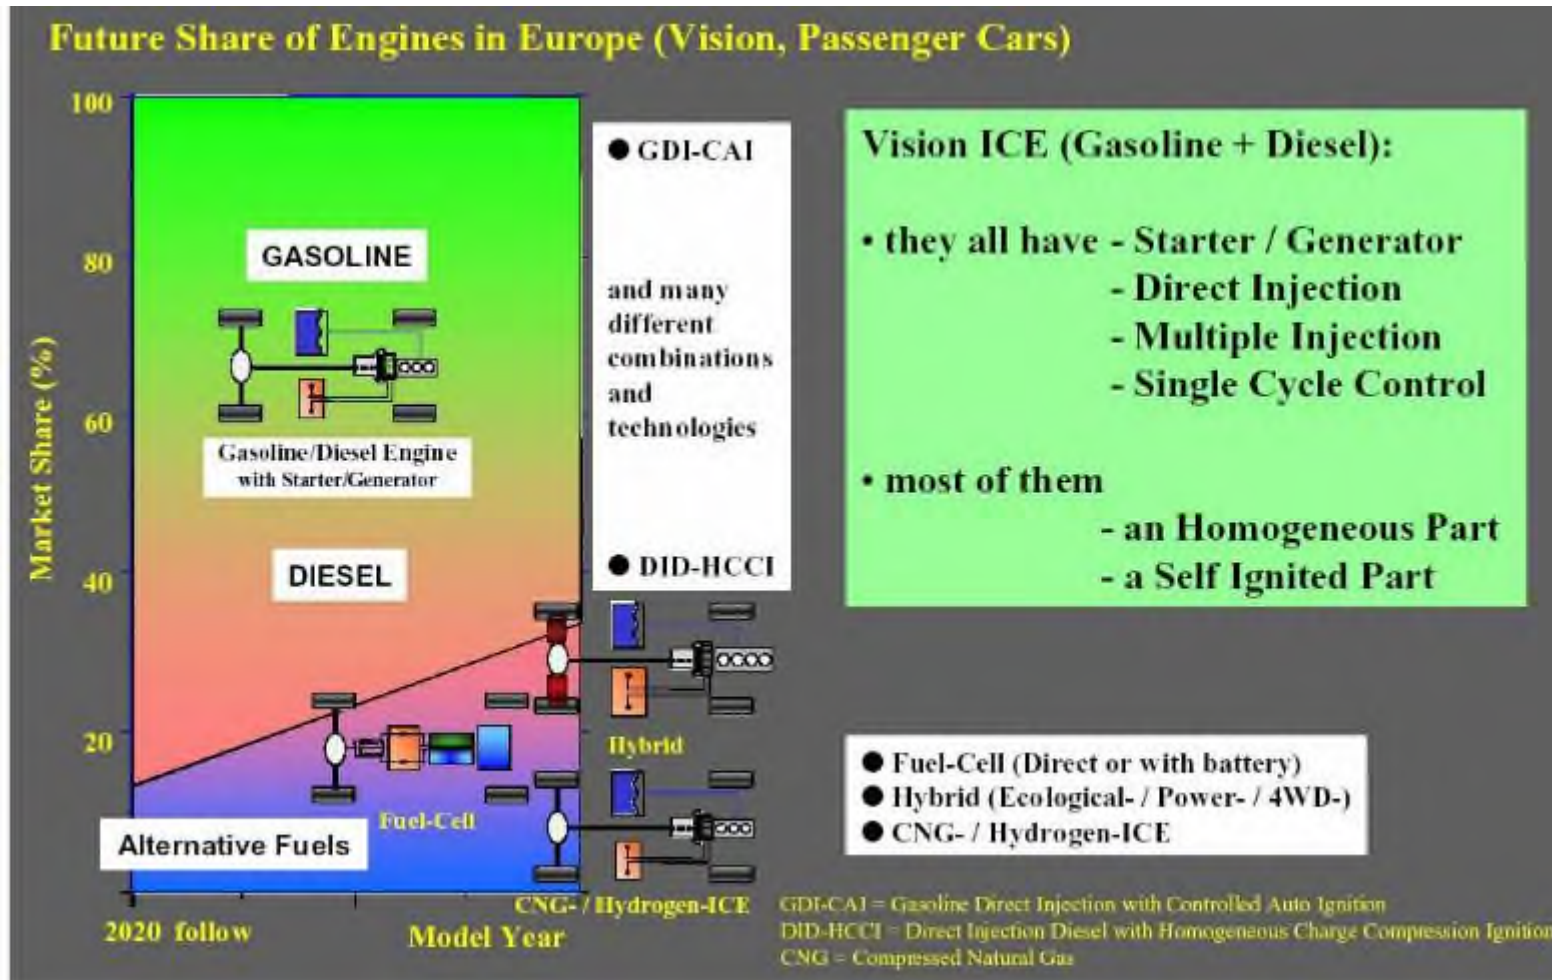 Future Share of Engines in Europe (Vision, Passenger Cars)
Market Share (%)
100
80
60
40
20
GASOLINE
Gasoline/Diesel Engine
with Starter/Generator
DIESEL
Alternative Fuels
Fuel-Cell
Hybrid
CNG- / Hydrogen-ICE
2020 follow
Model Year
● GDI-CAI
and many
different
combinations
and
technologies
● DID-HCCI
Vision ICE (Gasoline + Diesel):
• they all have - Starter / Generator
- Direct Injection
- Multiple Injection
- Single Cycle Control
• most of them
- an Homogeneous Part
- a Self Ignited Part
● Fuel-Cell (Direct or with battery)
● Hybrid (Ecological- / Power- / 4WD-)
● CNG- / Hydrogen-ICE
GDI-CAI = Gasoline Direct Injection with Controlled Auto Ignition
DID-HCCI = Direct Injection Diesel with Homogeneous Charge Compression Ignition
CNG = Compressed Natural Gas